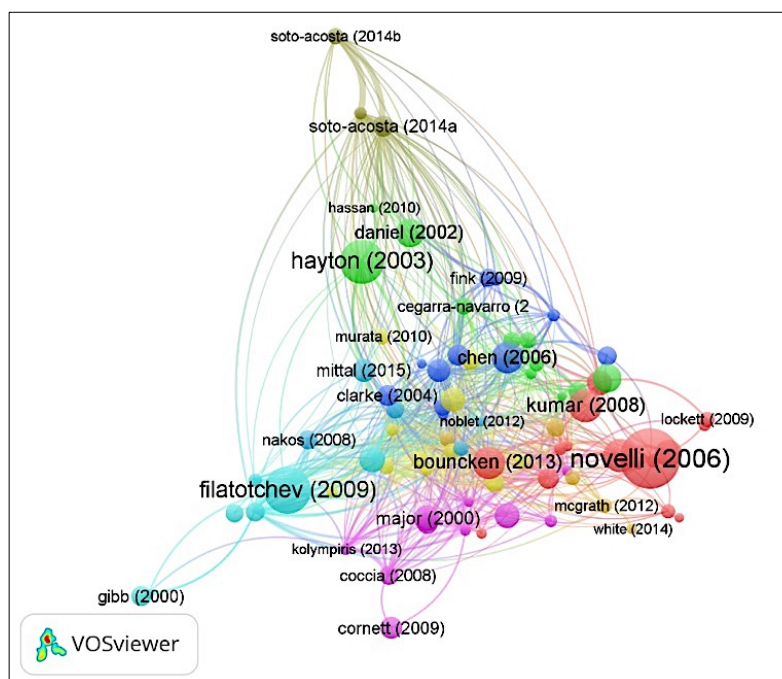 soto-acosta (2014b
soto-acosta (2014a
hassan (2010)
daniel (2002)
hayton (2003)
fink (2009)
cegarra-navarro (2
murata (2010)
chen (2006)
mittal (2015)
clarke (2004)
kumar (2008)
noblet (2012)
lockett (2009)
nakos (2008)
bouncken (2013)
novelli (2006)
filatotchev (2009)
mcgrath (2012)
major (2000)
white (2014)
kolympiris (2013)
coccia (2008)
gibb (2000)
cornett (2009)
VOSviewer